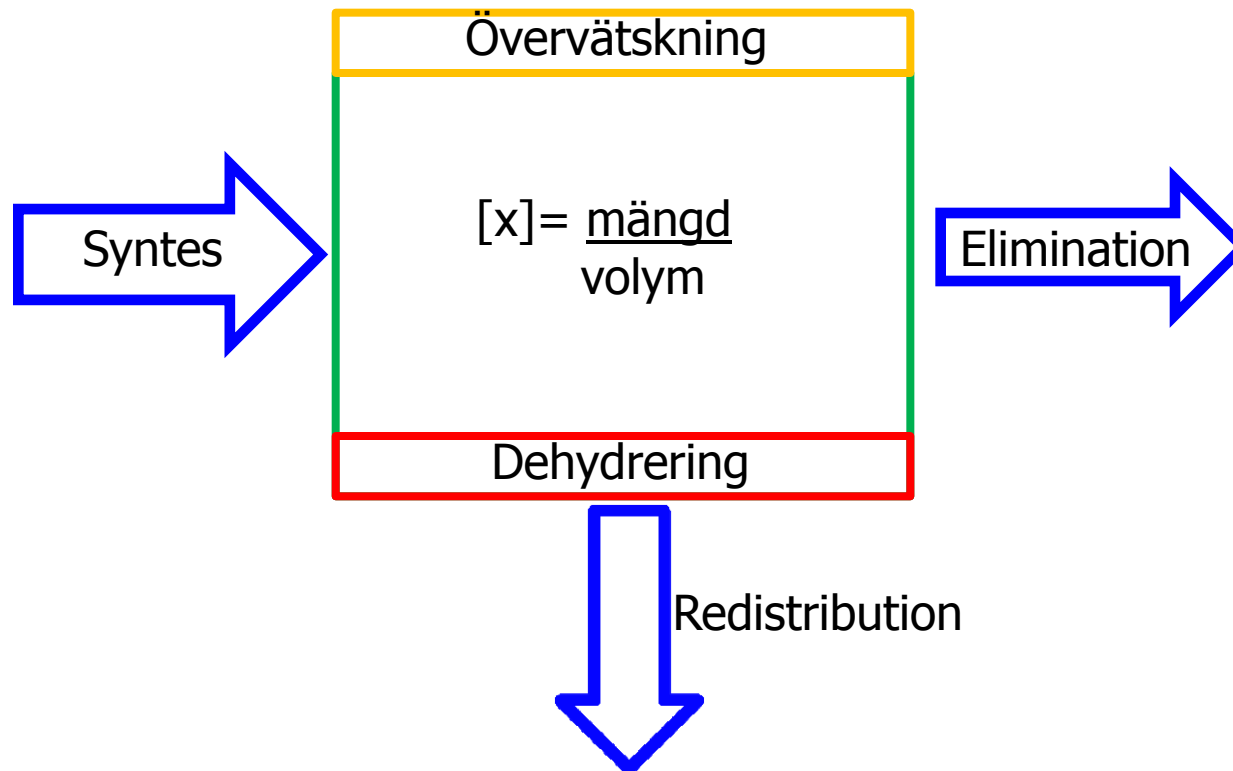 Övervätskning
Syntes
[x]= mängd
volym
Elimination
Dehydrering
Redistribution